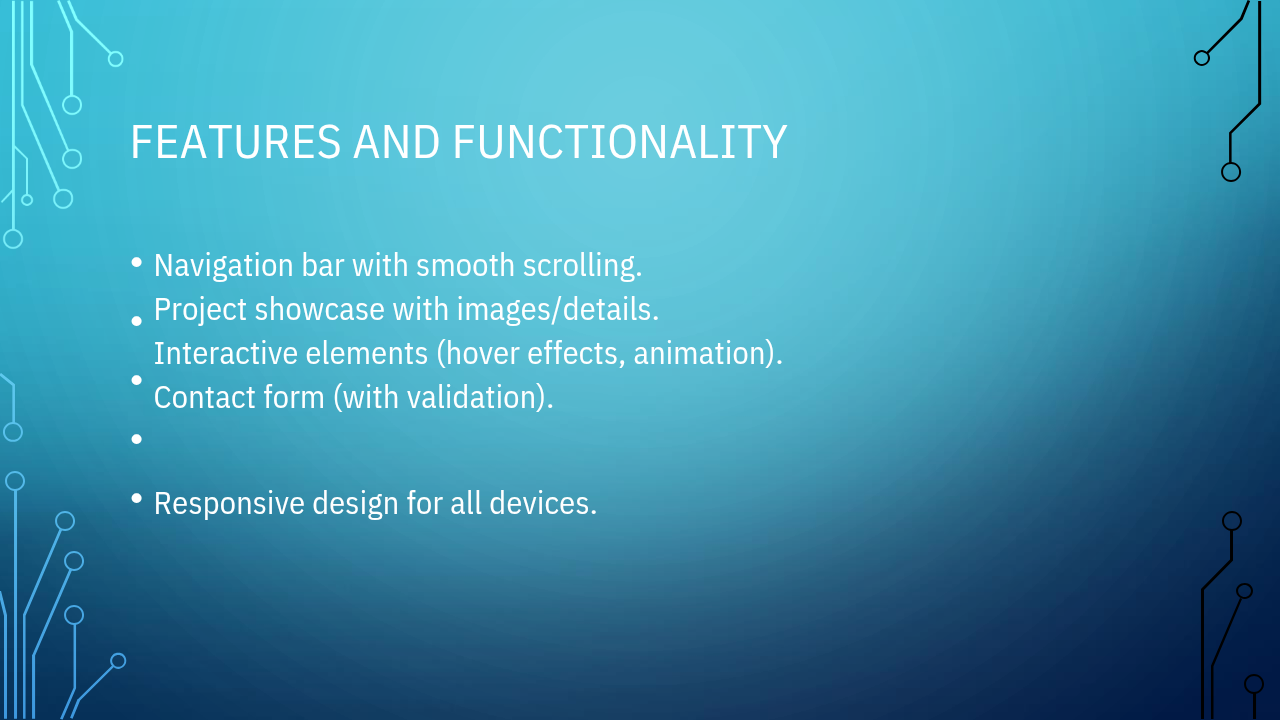 FEATURES AND FUNCTIONALITY
• Navigation bar with smooth scrolling.
• Project showcase with images/details.
• Interactive elements (hover effects, animation).
• Contact form (with validation).
• Responsive design for all devices.